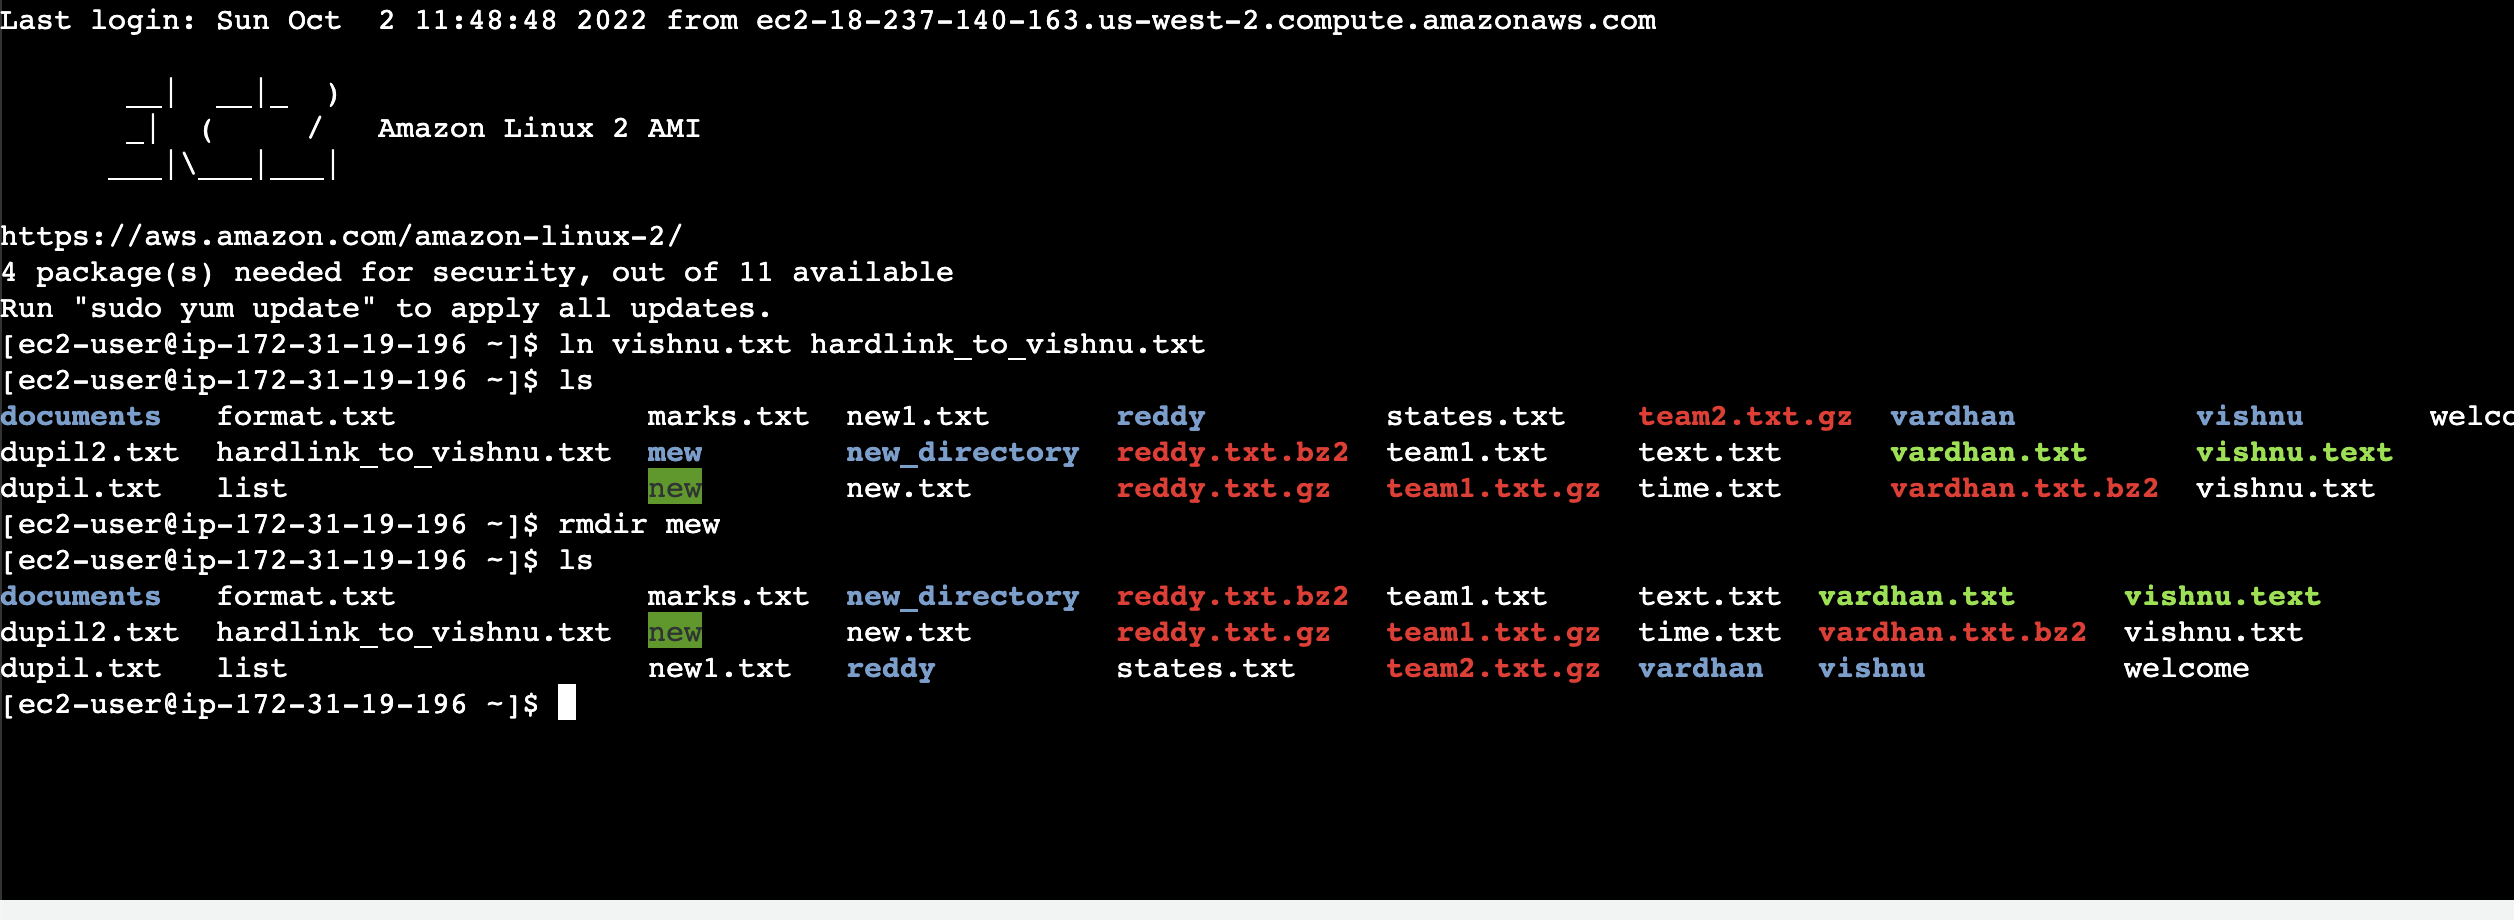 Last login: Sun Oct  2 11:48:48 2022 from ec2-18-237-140-163.us-west-2.compute.amazonaws.com

       __|  __|_  )
       _|  (     /   Amazon Linux 2 AMI
      ___|\___|___|

https://aws.amazon.com/amazon-linux-2/
4 package(s) needed for security, out of 11 available
Run "sudo yum update" to apply all updates.
[ec2-user@ip-172-31-19-196 ~]$ ln vishnu.txt hardlink_to_vishnu.txt
[ec2-user@ip-172-31-19-196 ~]$ ls
documents   format.txt              marks.txt  new1.txt       reddy          states.txt    team2.txt.gz  vardhan          vishnu
dupil2.txt  hardlink_to_vishnu.txt  mew        new_directory  reddy.txt.bz2  team1.txt     text.txt      vardhan.txt      vishnu.text
dupil.txt   list                    new        new.txt        reddy.txt.gz   team1.txt.gz  time.txt      vardhan.txt.bz2  vishnu.txt
[ec2-user@ip-172-31-19-196 ~]$ rmdir mew
[ec2-user@ip-172-31-19-196 ~]$ ls
documents   format.txt              marks.txt  new_directory  reddy.txt.bz2  team1.txt     text.txt  vardhan.txt      vishnu.text
dupil2.txt  hardlink_to_vishnu.txt  new        new.txt        reddy.txt.gz   team1.txt.gz  time.txt  vardhan.txt.bz2  vishnu.txt
dupil.txt   list                    new1.txt   reddy          states.txt     team2.txt.gz  vardhan   vishnu           welcome
[ec2-user@ip-172-31-19-196 ~]$